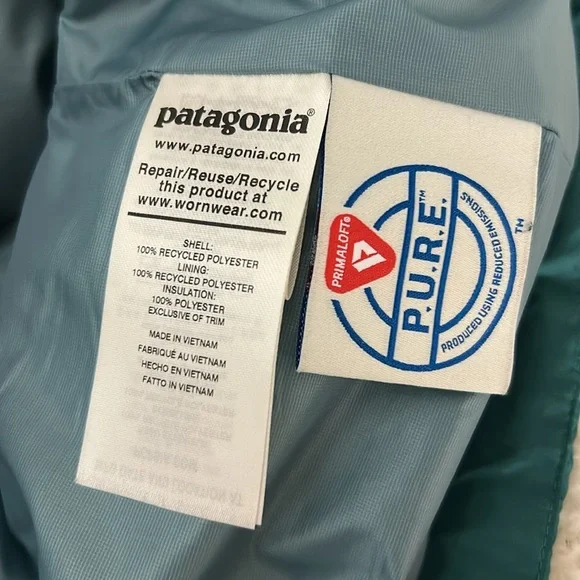 patagonia®
www.patagonia.com
Repair/Reuse/Recycle
this product at
www.wornwear.com
SHELL:
100% RECYCLED POLYESTER
LINING:
100% RECYCLED POLYESTER
INSULATION:
100% POLYESTER
EXCLUSIVE OF TRIM
MADE IN VIETNAM
FABRIQUÉ AU VIETNAM
HECHO EN VIETNAM
FATTO IN VIETNAM
PRIMALOFT®
P.U.R.E.™
PRODUCED USING REDUCED EMISSIONS
™